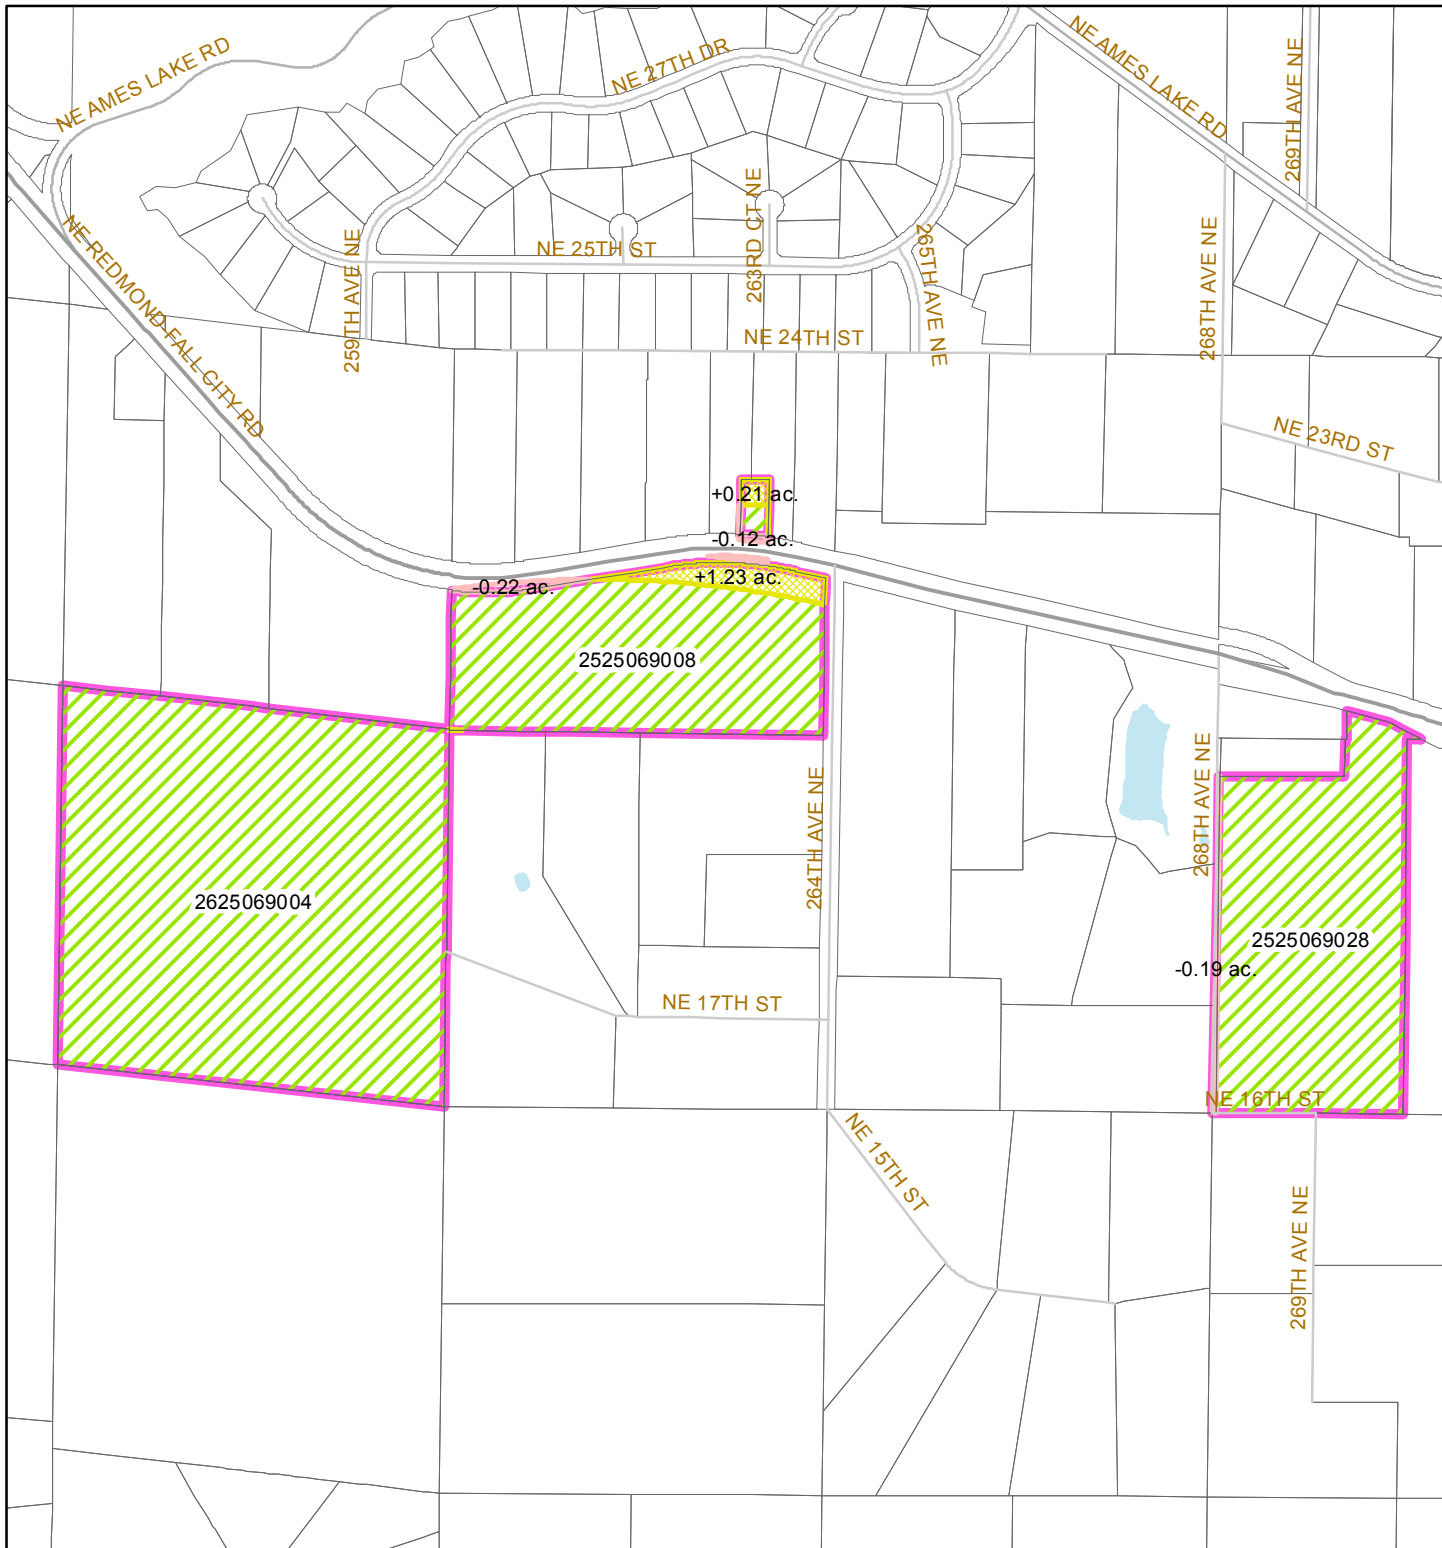 NE AMES LAKE RD
NE 27TH DR
NE AMES LAKE RD
269TH AVE NE
NE REDMOND-FALL CITY RD
259TH AVE NE
NE 25TH ST
263RD CT NE
265TH AVE NE
268TH AVE NE
NE 24TH ST
NE 23RD ST
+0.21 ac.
-0.12 ac.
-0.22 ac.
+1.23 ac.
2525069008
264TH AVE NE
268TH AVE NE
2625069004
2525069028
-0.19 ac.
NE 17TH ST
NE 16TH ST
NE 15TH ST
269TH AVE NE